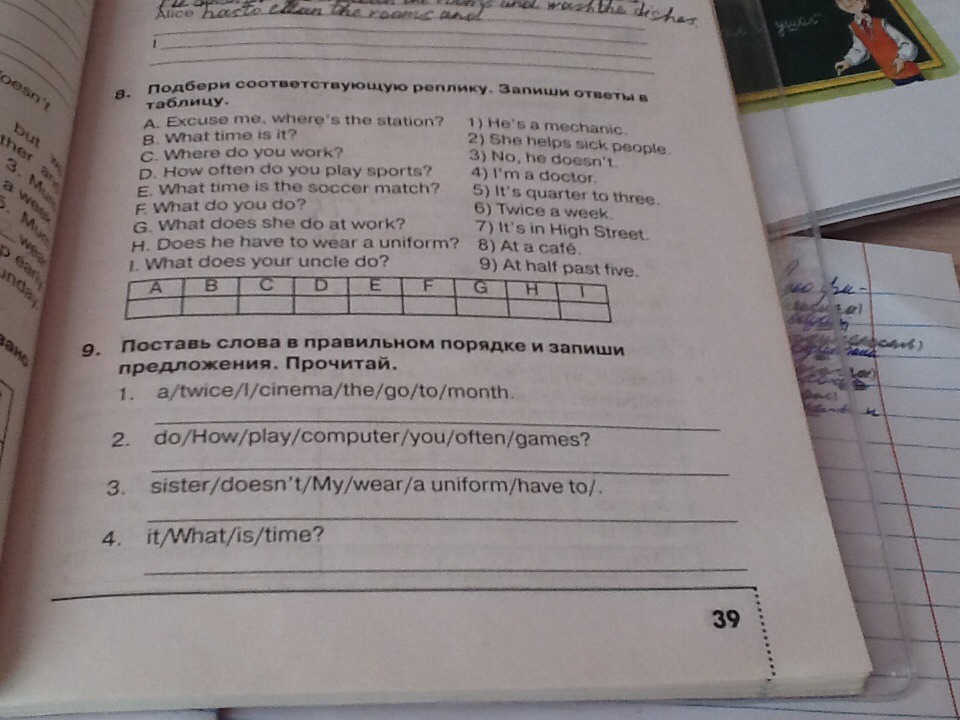 and wash the dishes.
Alice has to clean the rooms and
I
8. Подбери соответствующую реплику. Запиши ответы в
таблицу.
A. Excuse me, where's the station? 1) He's a mechanic.
B. What time is it? 2) She helps sick people.
C. Where do you work? 3) No, he doesn't.
D. How often do you play sports? 4) I'm a doctor.
E. What time is the soccer match? 5) It's quarter to three.
F. What do you do? 6) Twice a week.
G. What does she do at work? 7) It's in High Street.
H. Does he have to wear a uniform? 8) At a café.
I. What does your uncle do? 9) At half past five.
A B C D E F G H I
9. Поставь слова в правильном порядке и запиши
предложения. Прочитай.
1. a/twice/I/cinema/the/go/to/month.
2. do/How/play/computer/you/often/games?
3. sister/doesn't/My/wear/a uniform/have to/.
4. it/What/is/time?
39